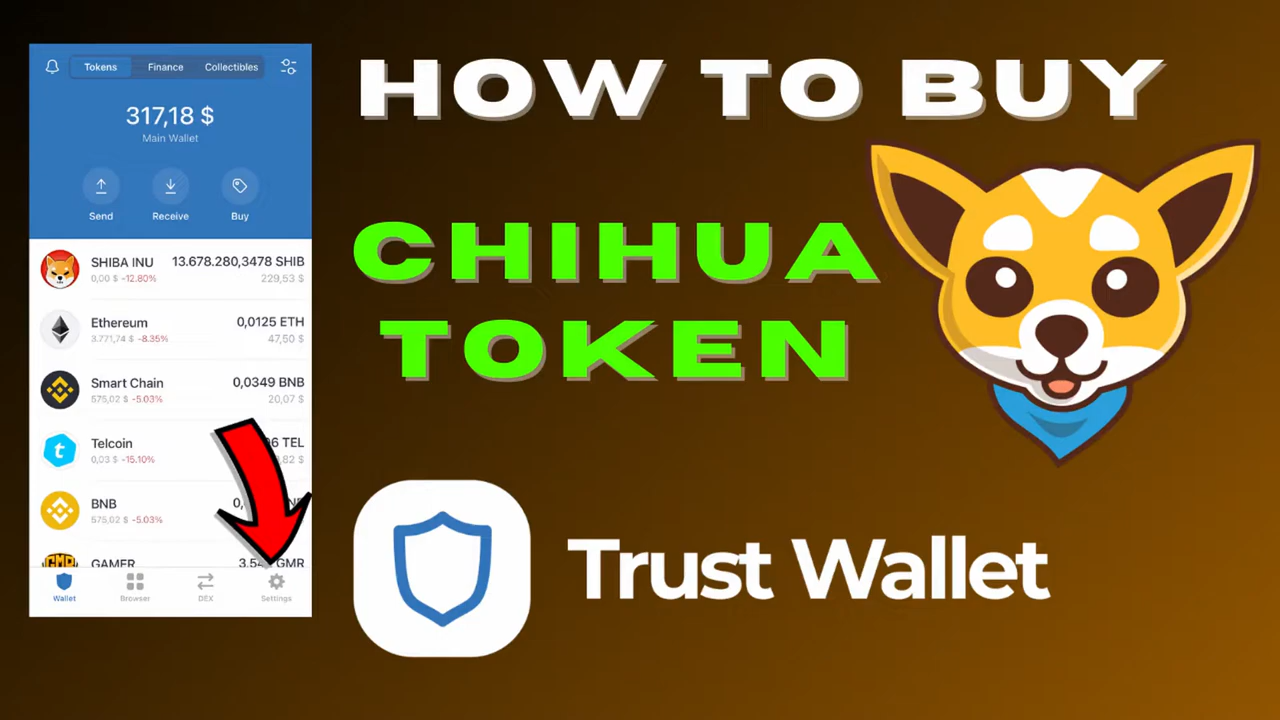 Tokens Finance Collectibles
317,18 $
Main Wallet
Send Receive Buy
SHIBA INU 13.678.280,3478 SHIB
0,00 $ -12.80% 229,53 $
Ethereum 0,0125 ETH
3.771,74 $ -8.35% 47,50 $
Smart Chain 0,0349 BNB
575,02 $ -5.03% 20,07 $
Telcoin TEL
0,03 $ -15.10% ,82 $
BNB 0,
575,02 $ -5.03%
GAMER GMR
Wallet Browser DEX Settings
HOW TO BUY
CHIHUA
TOKEN
Trust Wallet